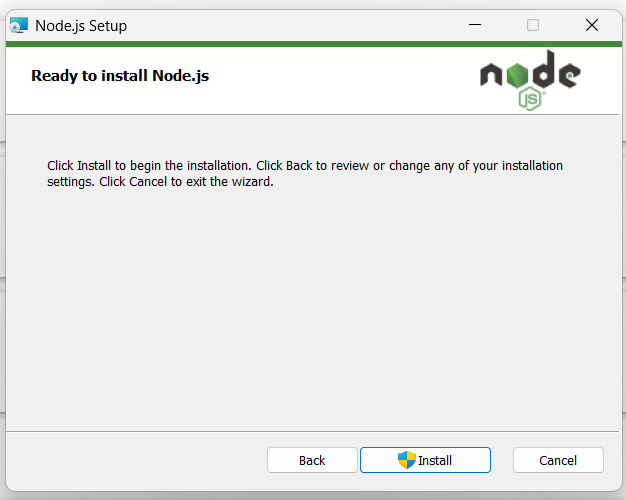 Node.js Setup
Ready to install Node.js
node
JS
Click Install to begin the installation. Click Back to review or change any of your installation
settings. Click Cancel to exit the wizard.
Back
Install
Cancel